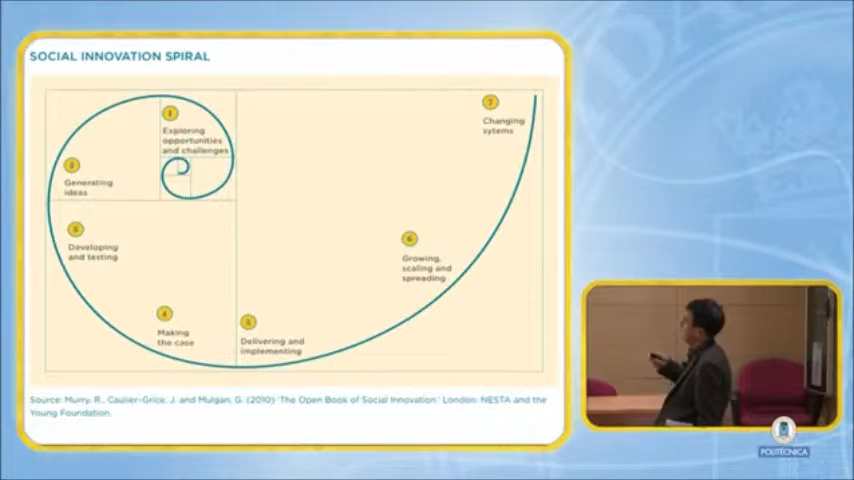 SOCIAL INNOVATION SPIRAL
1
Exploring
opportunities
and challenges
2
Generating
ideas
3
Developing
and testing
4
Making
the case
5
Delivering and
implementing
6
Growing,
scaling and
spreading
7
Changing
sytems
Source: Murry, R., Caulier-Grice, J. and Mulgan, G. (2010) 'The Open Book of Social Innovation' London: NESTA and the
Young Foundation.
POLITÉCNICA